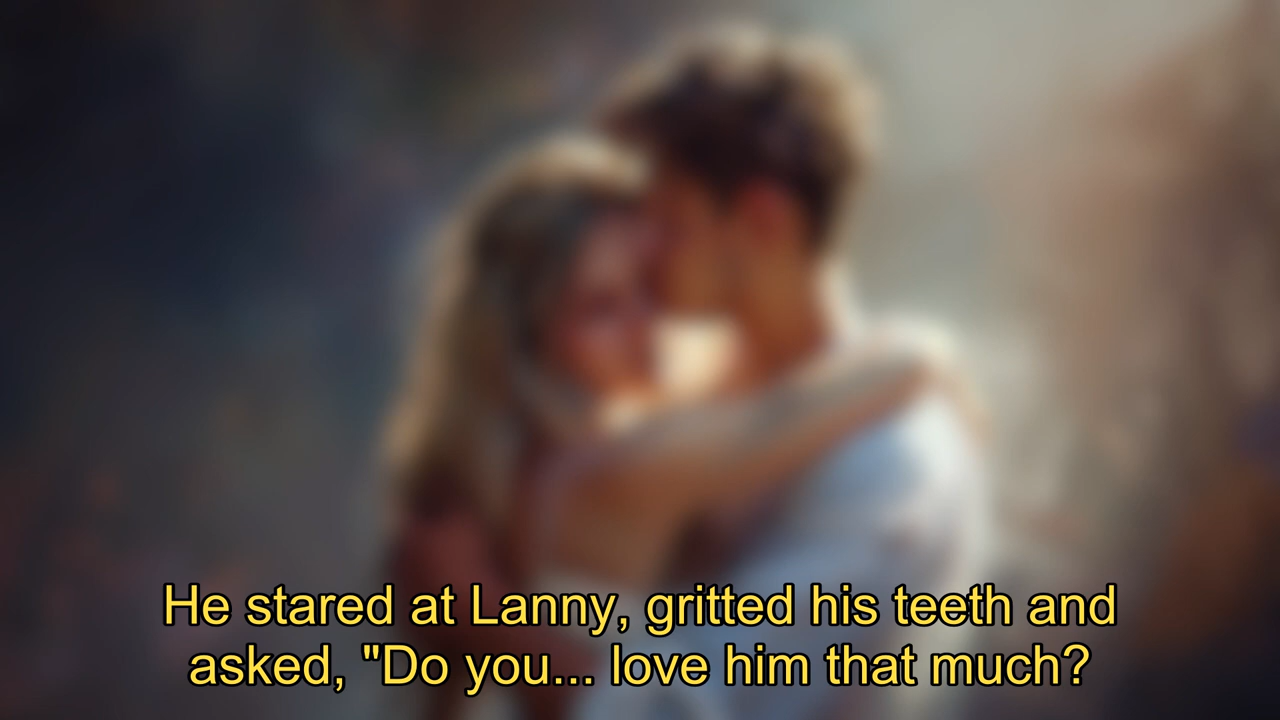 He stared at Lanny, gritted his teeth and
asked, "Do you... love him that much?